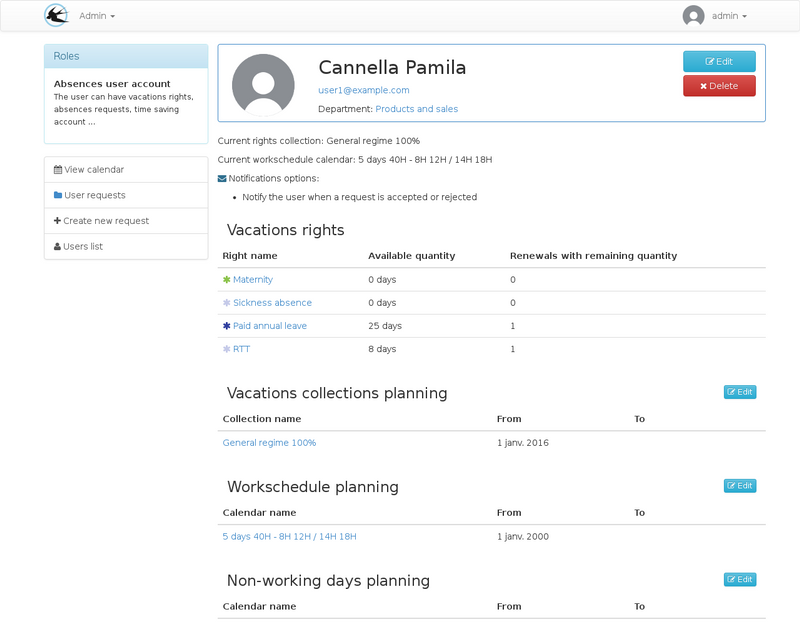 Admin
admin
Roles
Absences user account
The user can have vacations rights,
absences requests, time saving
account ...
View calendar
User requests
Create new request
Users list
Cannella Pamila
user1@example.com
Department: Products and sales
Edit
Delete
Current rights collection: General regime 100%
Current workschedule calendar: 5 days 40H - 8H 12H / 14H 18H
Notifications options:
• Notify the user when a request is accepted or rejected
Vacations rights
Right name Available quantity Renewals with remaining quantity
Maternity 0 days 0
Sickness absence 0 days 0
Paid annual leave 25 days 1
RTT 8 days 1
Vacations collections planning Edit
Collection name From To
General regime 100% 1 janv. 2016
Workschedule planning Edit
Calendar name From To
5 days 40H - 8H 12H / 14H 18H 1 janv. 2000
Non-working days planning Edit
Calendar name From To